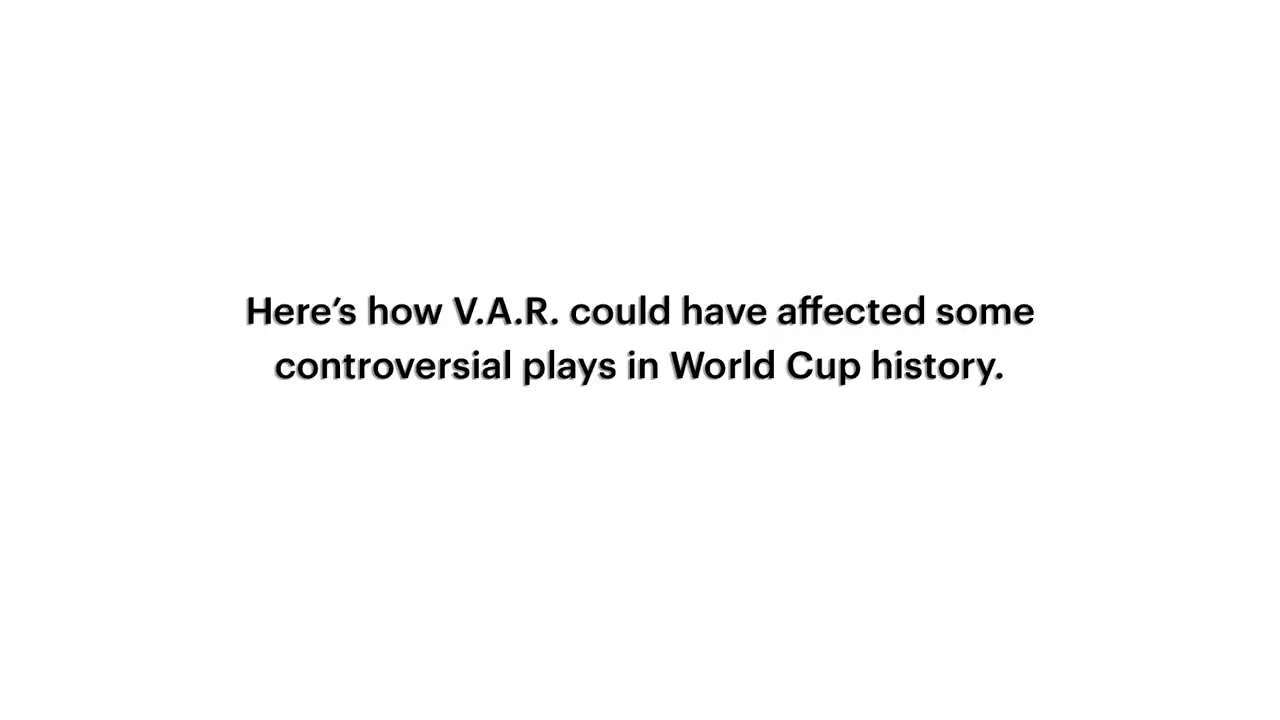 Here’s how V.A.R. could have affected some
controversial plays in World Cup history.